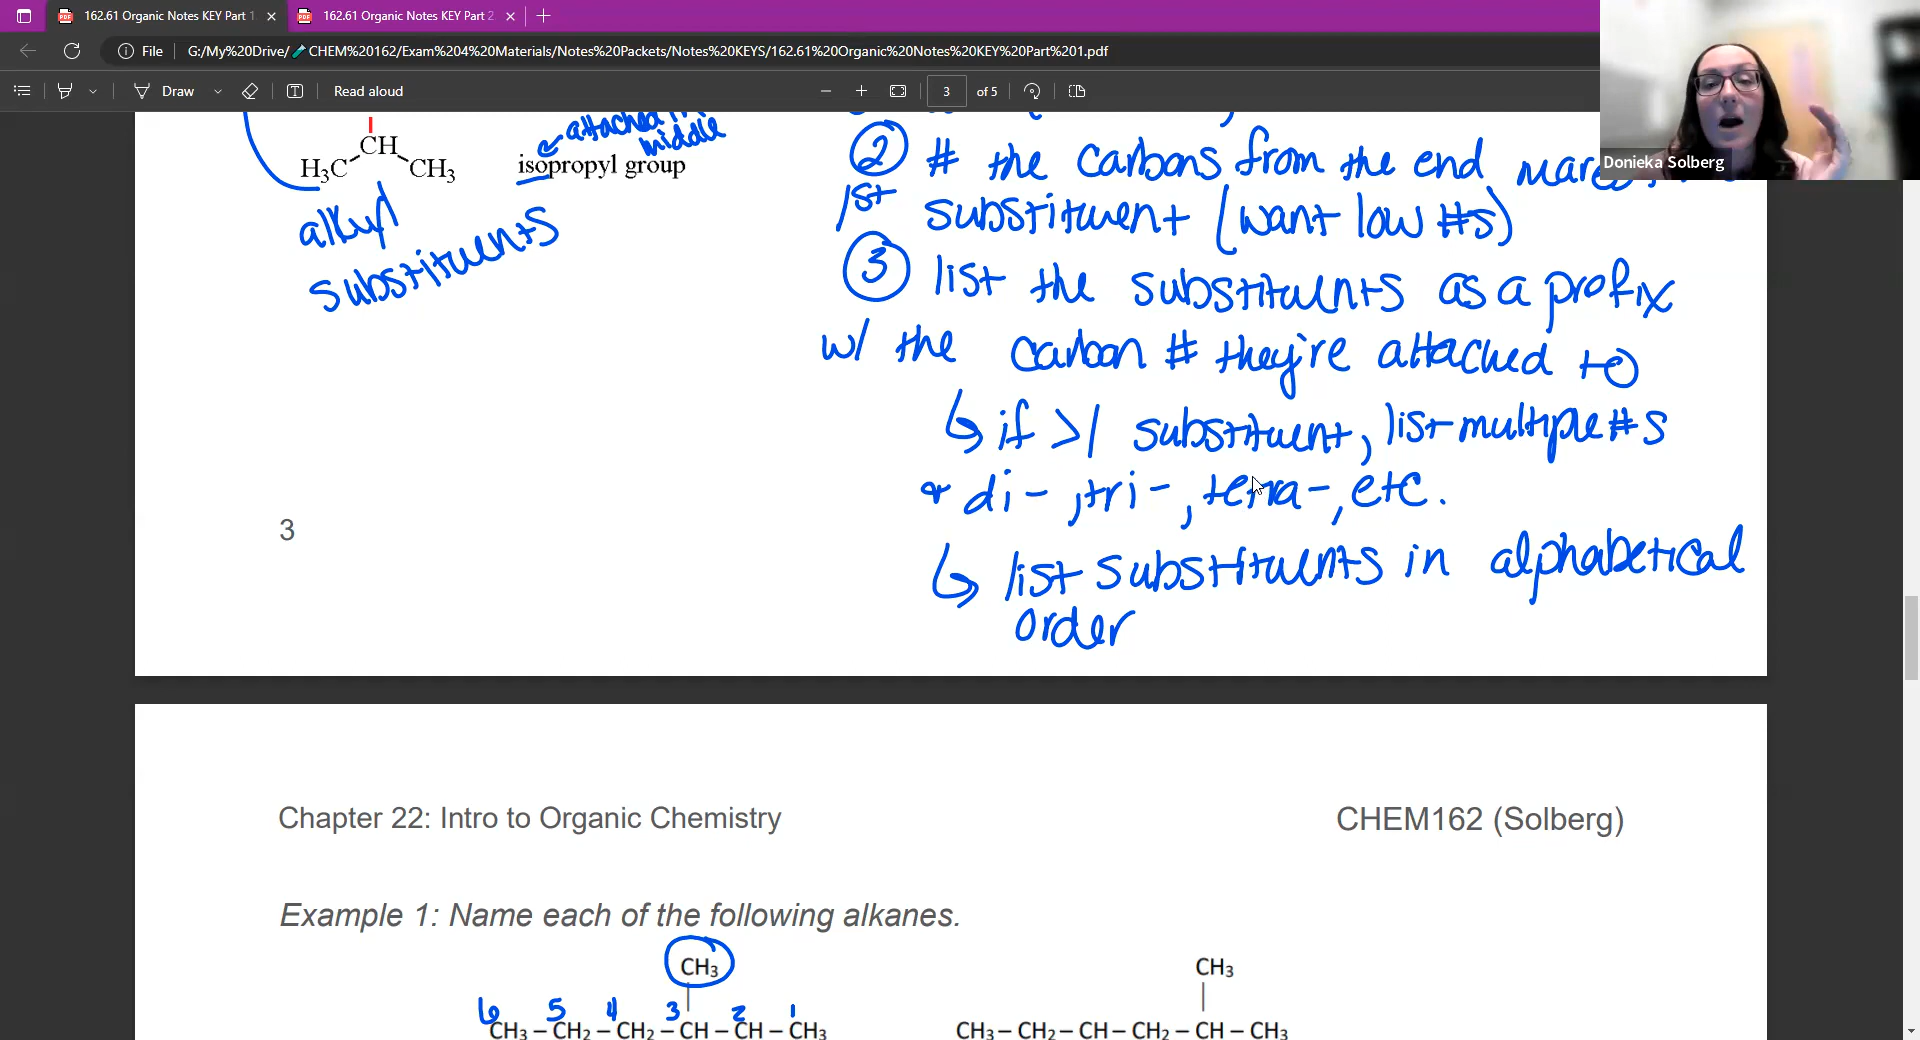 162.61 Organic Notes KEY Part 1
162.61 Organic Notes KEY Part 2
File
G:/My%20Drive/🧪CHEM%20162/Exam%204%20Materials/Notes%20Packets/Notes%20KEYS/162.61%20Organic%20Notes%20KEY%20Part%201.pdf
Draw
Read aloud
3
of 5
Donieka Solberg
attached
middle
CH
H₃C
CH₃
isopropyl group
alkyl
substituents
② # the carbons from the end
1st
substituent (want low #s)
③ list the substituents as a prefix
w/ the carbon # they're attached to
↳ if >1 substituent, list multiple #s
& di-, tri-, tetra-, etc.
↳ list substituents in alphabetical
order
3
Chapter 22: Intro to Organic Chemistry
CHEM162 (Solberg)
Example 1: Name each of the following alkanes.
CH₃
CH₃
6 5 4 3 2 1
CH₃ – CH₂ – CH₂ – CH – CH – CH₃
CH₃ – CH₂ – CH – CH₂ – CH – CH₃